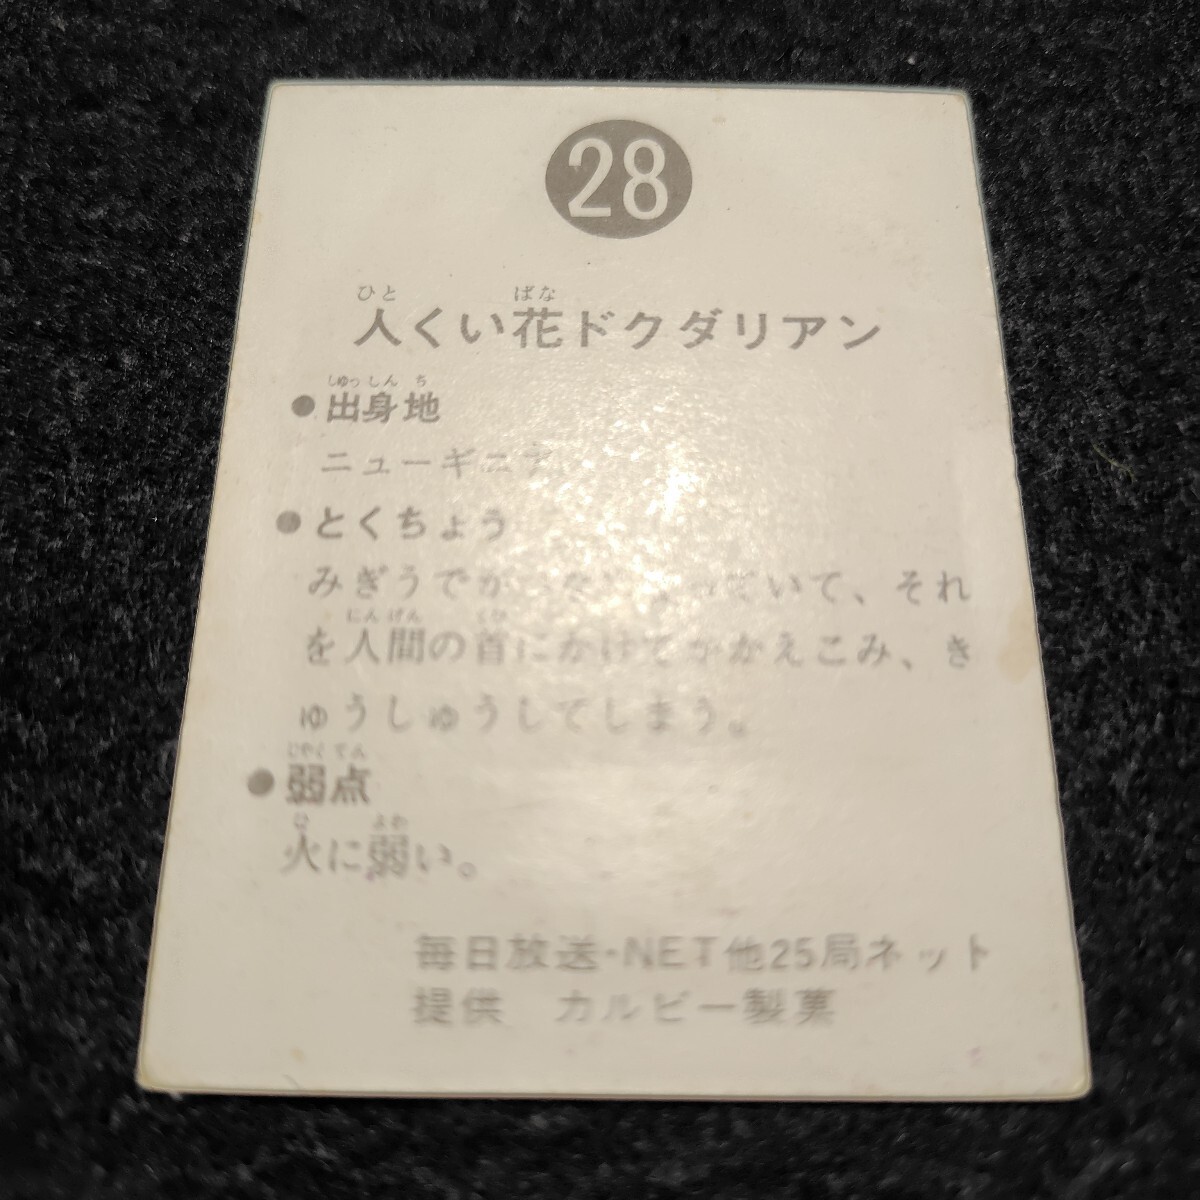 28
人くい花ドクダリアン
●出身地
ニューギニア
●とくちょう
みぎうでが ていて、それ
を人間の首にかけてかかえこみ、き
ゅうしゅうしてしまう。
●弱点
火に弱い。
毎日放送・NET他25局ネット
提供 カルビー製菓